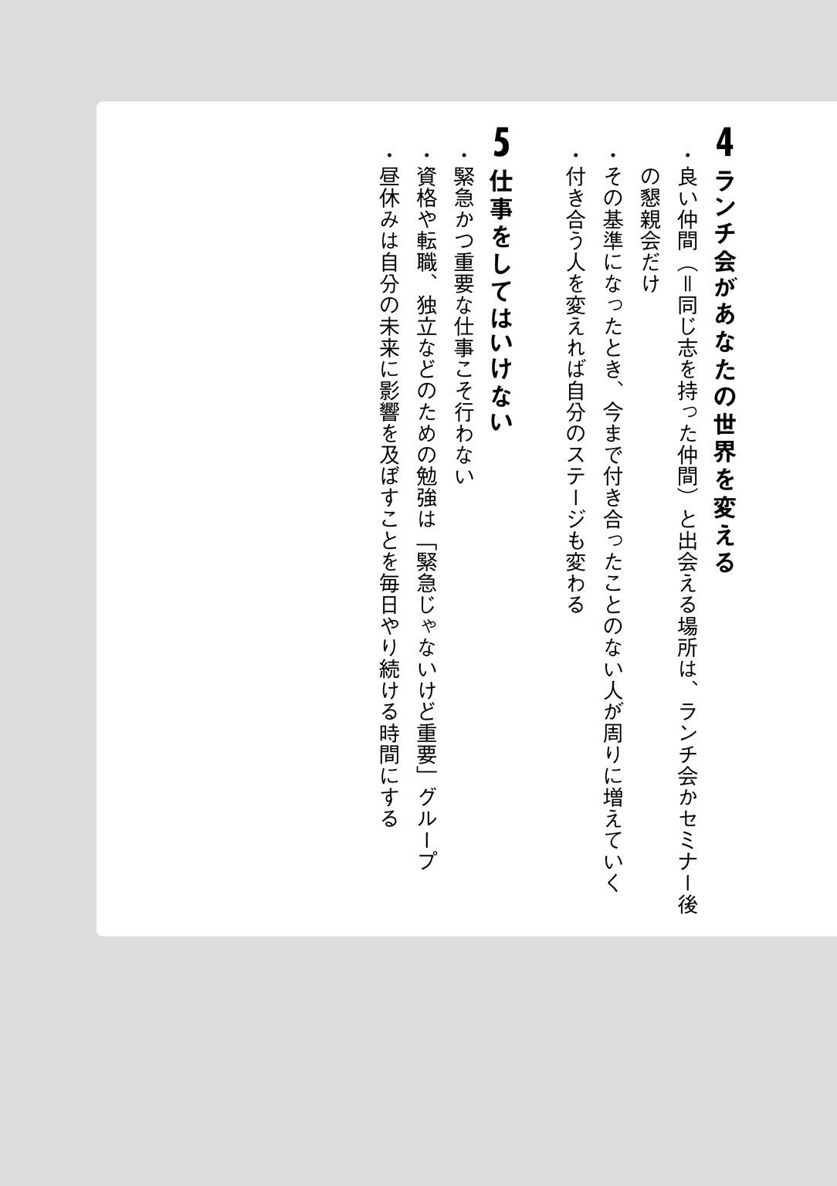 4 ランチ会があなたの世界を変える
・良い仲間（＝同じ志を持った仲間）と出会える場所は、ランチ会かセミナー後
の懇親会だけ
・その基準になったとき、今まで付き合ったことのない人が周りに増えていく
・付き合う人を変えれば自分のステージも変わる
5 仕事をしてはいけない
・緊急かつ重要な仕事こそ行わない
・資格や転職、独立などのための勉強は「緊急じゃないけど重要」グループ
・昼休みは自分の未来に影響を及ぼすことを毎日やり続ける時間にする